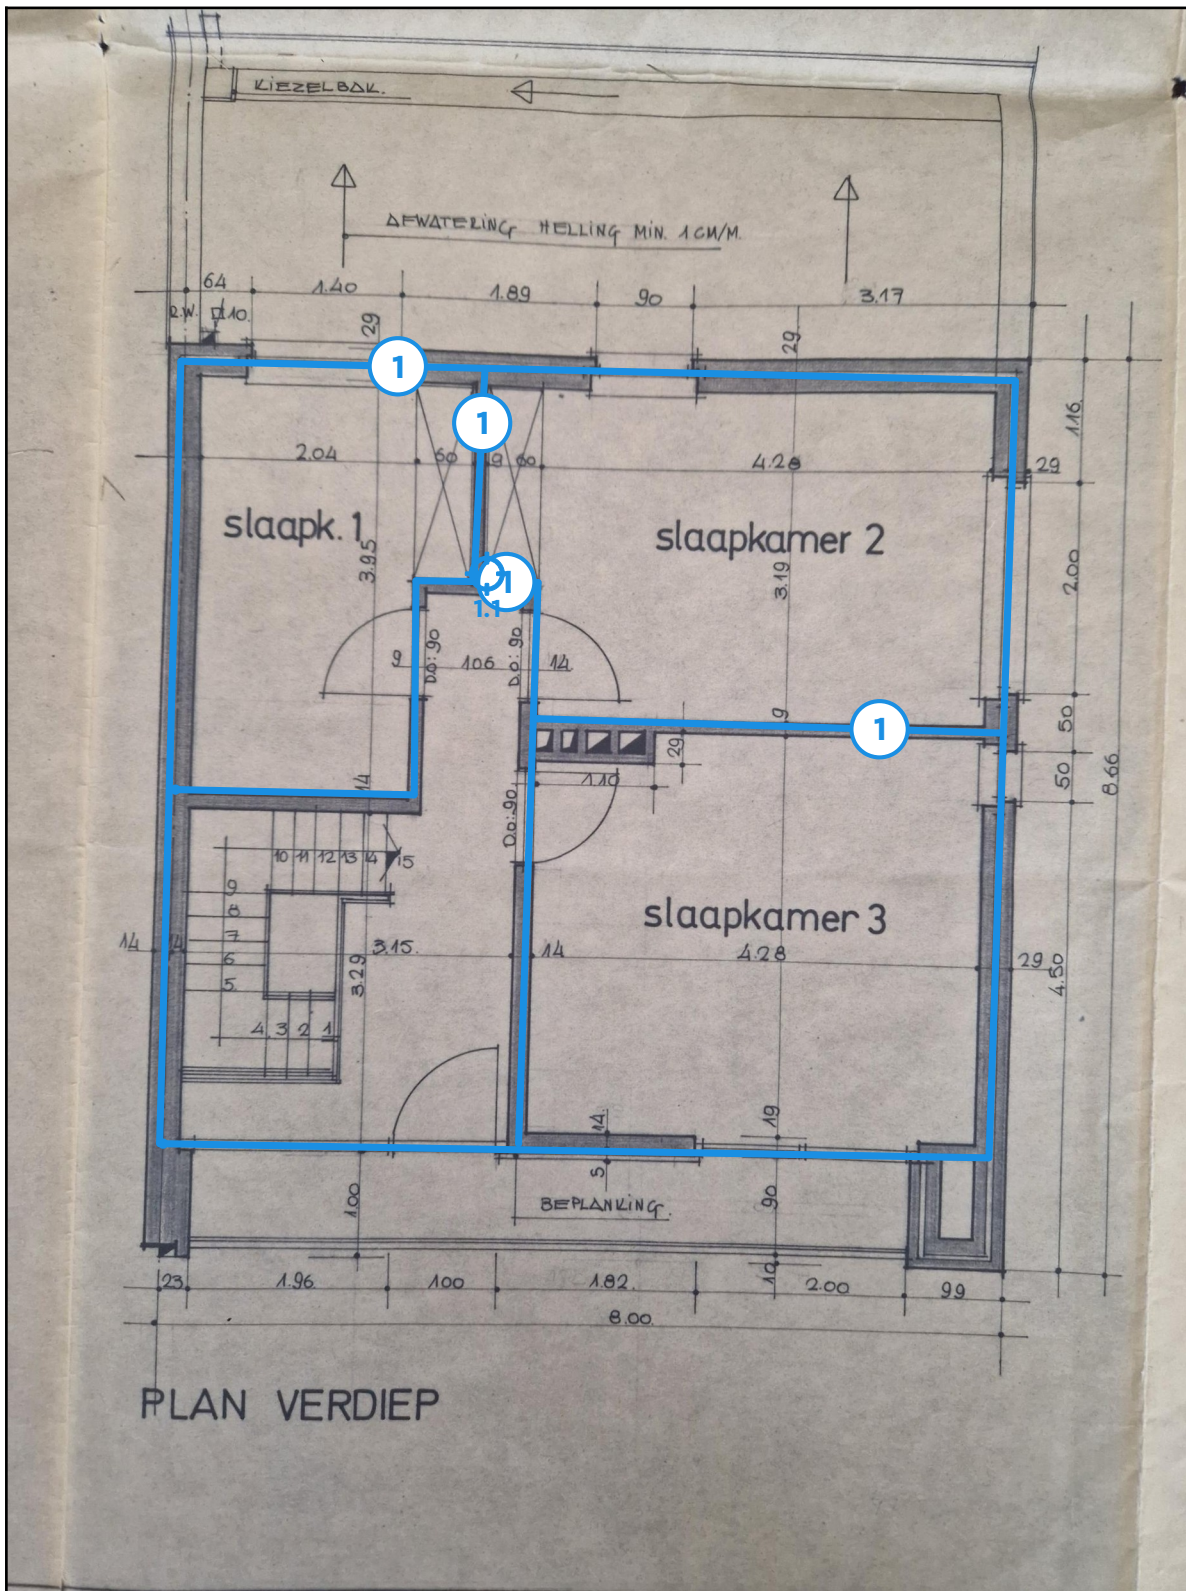 KIEZELBAK.
AFWATERING HELLING MIN. 1 CM/M.
64 1.40 1.89 90 3.17
R.W. 10.
29 29
1
1
1.16
2.04 60 9 60 4.28 29
slaapk. 1 slaapkamer 2
3.95 3.19 2.00
1
1.1
9 D.O: 90 106 D.O: 90 14
9 1 50
29
14 1.10 50 8.66
D.O: 90
10 11 12 13 14 15
9
8 slaapkamer 3
7
14 14 3.15. 14 4.28 29
6
5 3.29 4.50
4 3 2 1
14. 19
5
1.00 BEPLANKING. 90
10
23 1.96 100 1.82. 2.00 99
8.00.
PLAN VERDIEP